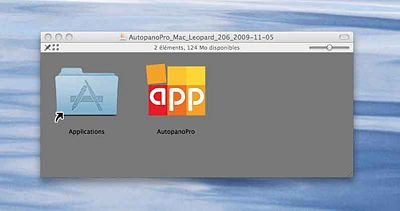 AutopanoPro_Mac_Leopard_206_2009-11-05
2 éléments, 124 Mo disponibles
app
Applications
AutopanoPro